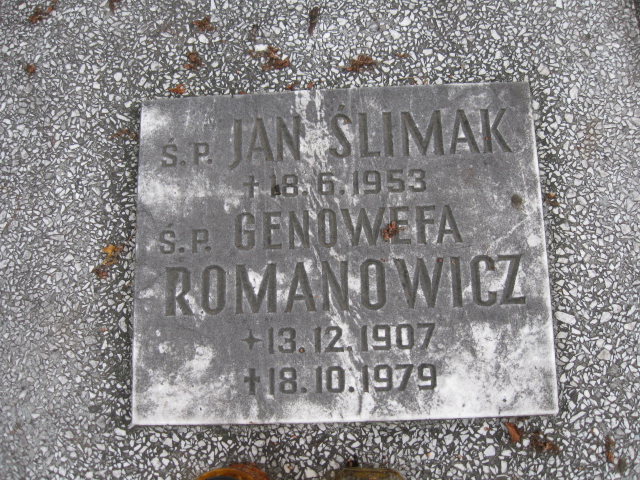 Ś.P. JAN ŚLIMAK
✝ 18.6.1953
Ś.P. GENOWEFA
ROMANOWICZ
✦ 13.12.1907
✝ 18.10.1979